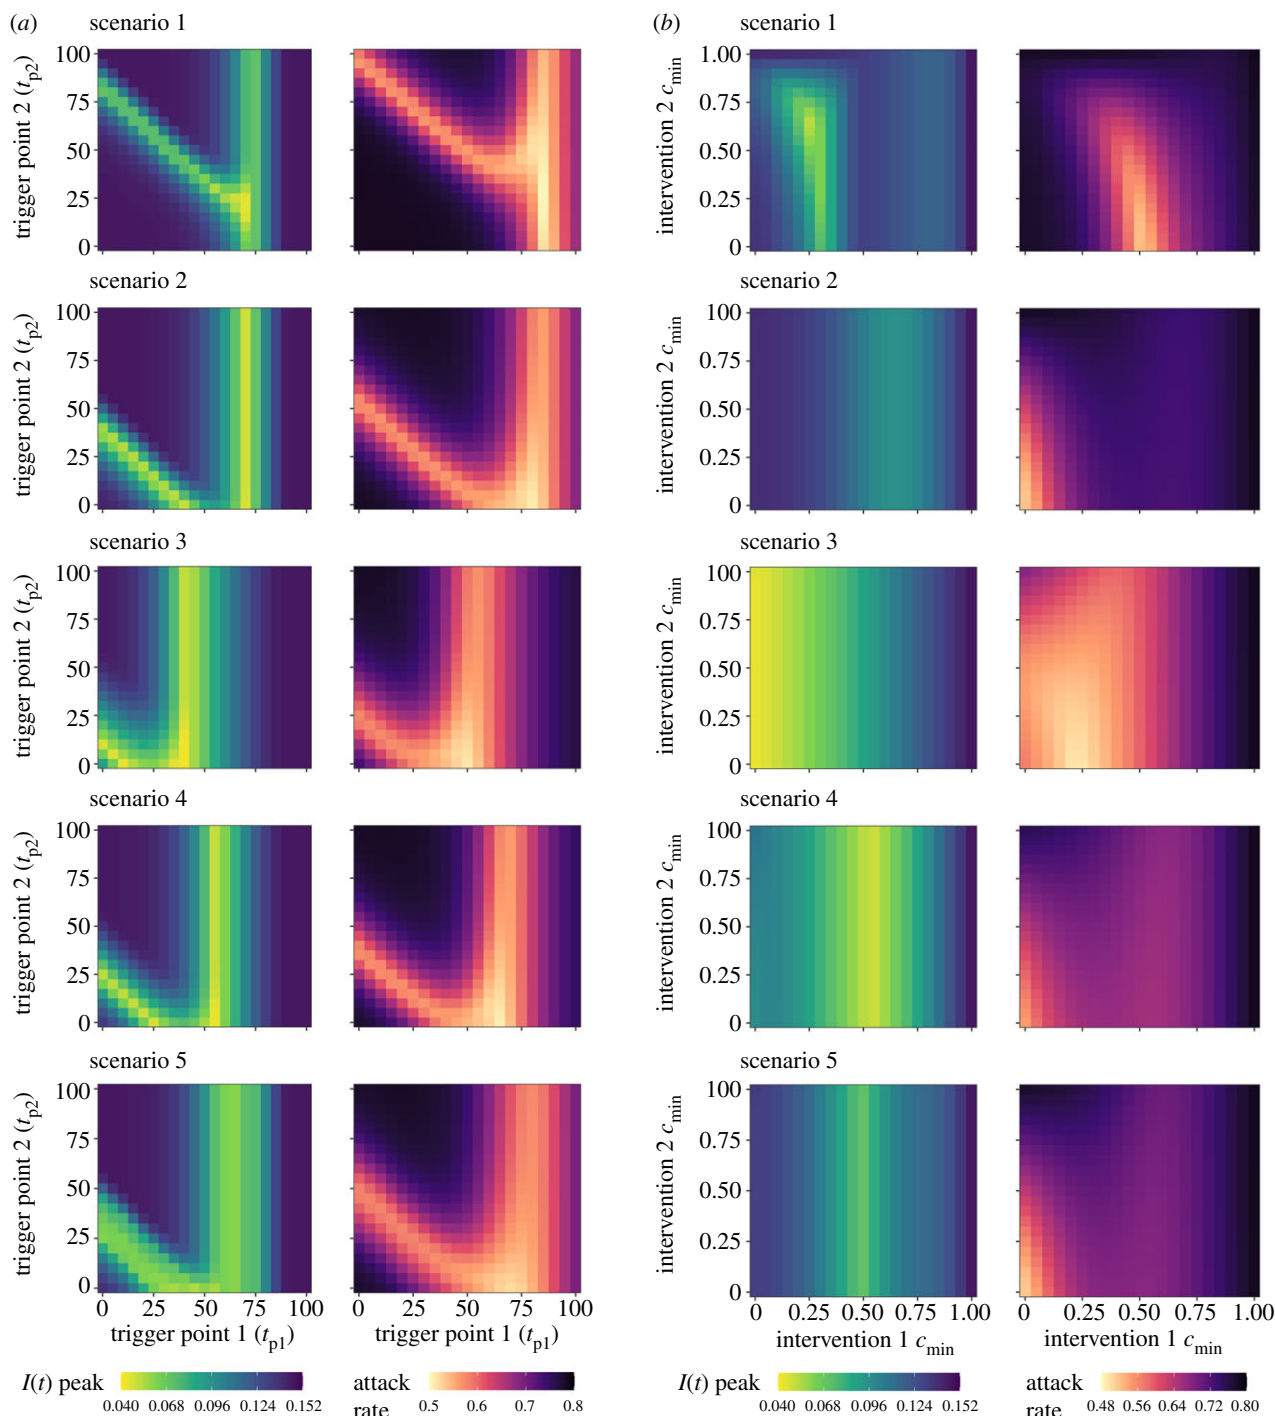 (a)
scenario 1
trigger point 2 (tp2)
100
75
50
25
0
scenario 2
trigger point 2 (tp2)
100
75
50
25
0
scenario 3
trigger point 2 (tp2)
100
75
50
25
0
scenario 4
trigger point 2 (tp2)
100
75
50
25
0
scenario 5
trigger point 2 (tp2)
100
75
50
25
0
0 25 50 75 100
0 25 50 75 100
trigger point 1 (tp1)
trigger point 1 (tp1)
I(t) peak
0.040 0.068 0.096 0.124 0.152
attack rate
0.5 0.6 0.7 0.8
(b)
scenario 1
intervention 2 cmin
1.00
0.75
0.50
0.25
0
scenario 2
intervention 2 cmin
100
0.75
0.50
0.25
0
scenario 3
intervention 2 cmin
100
0.75
0.50
0.25
0
scenario 4
intervention 2 cmin
100
0.75
0.50
0.25
0
scenario 5
intervention 2 cmin
100
0.75
0.50
0.25
0
0 0.25 0.50 0.75 1.00
0 0.25 0.50 0.75 1.00
intervention 1 cmin
intervention 1 cmin
I(t) peak
0.040 0.068 0.096 0.124 0.152
attack rate
0.48 0.56 0.64 0.72 0.80